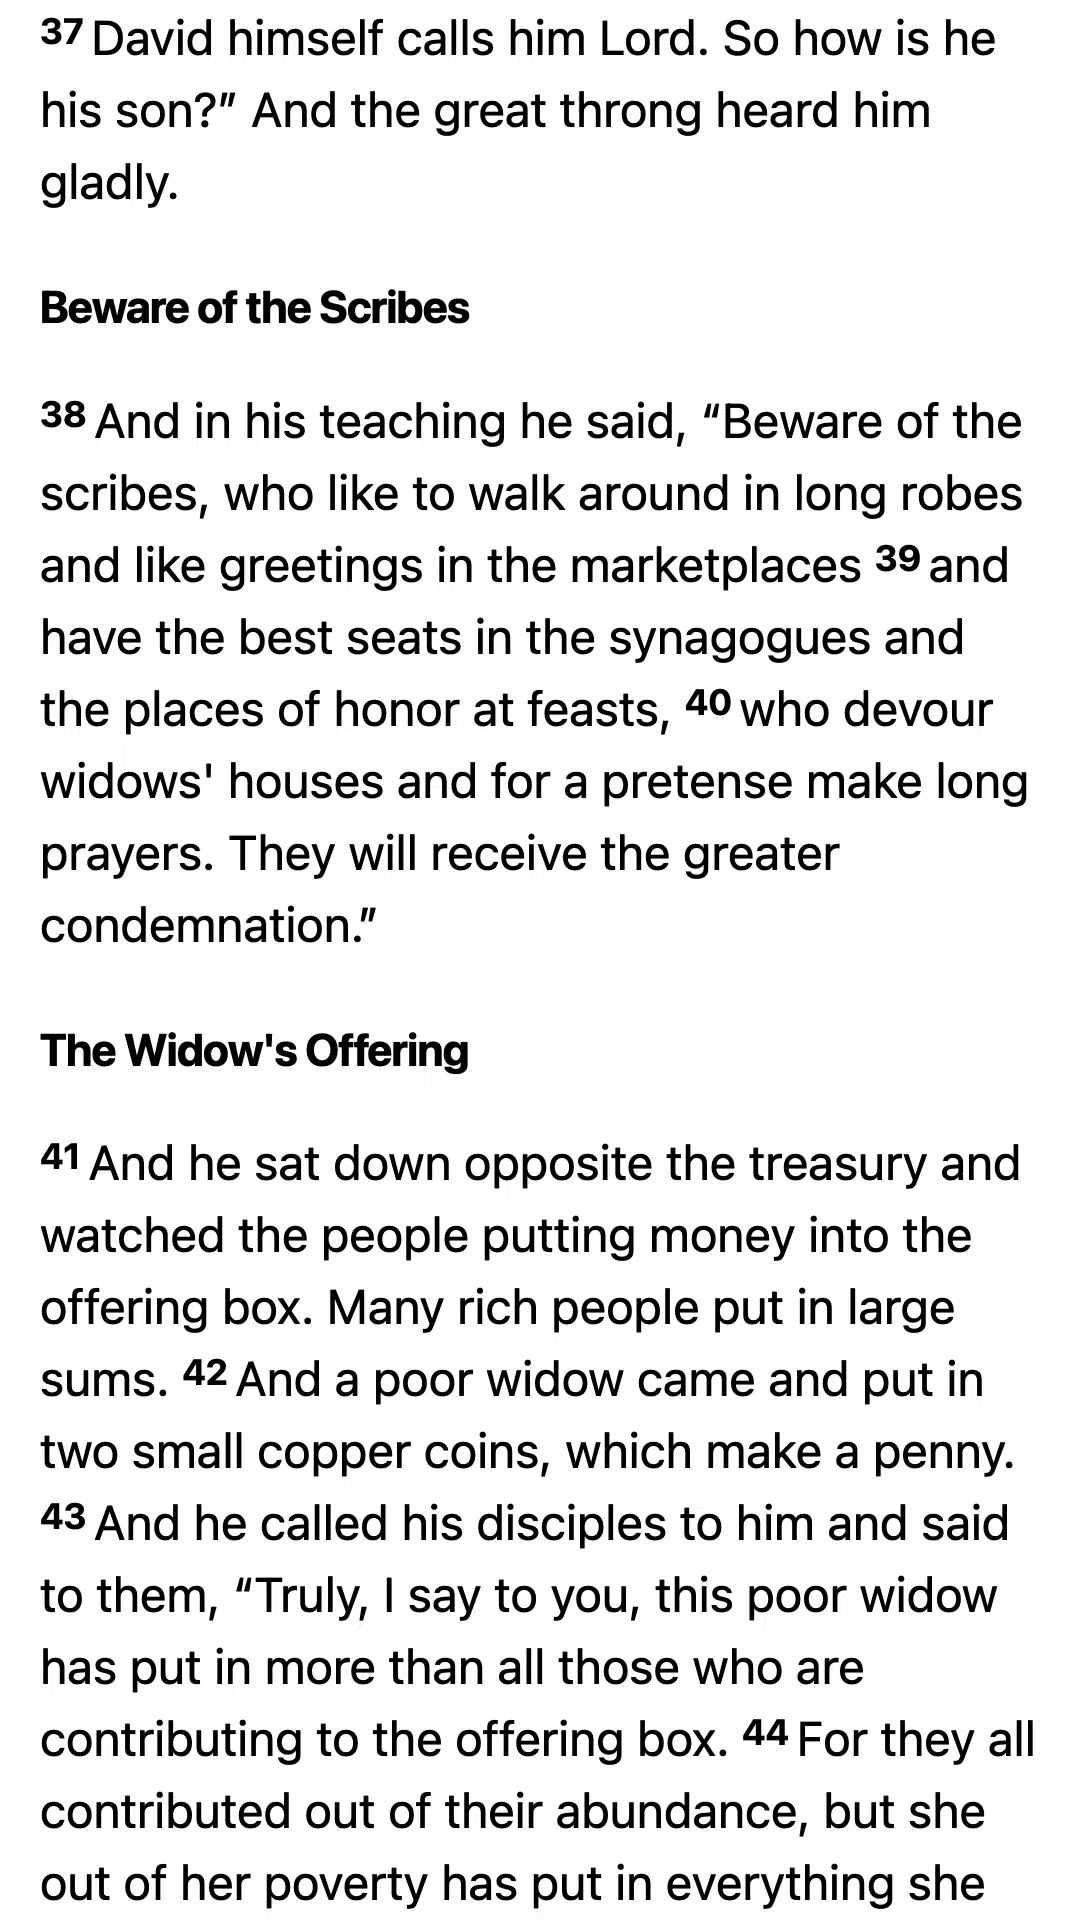 37 David himself calls him Lord. So how is he
his son?” And the great throng heard him
gladly.
Beware of the Scribes
38 And in his teaching he said, “Beware of the
scribes, who like to walk around in long robes
and like greetings in the marketplaces 39 and
have the best seats in the synagogues and
the places of honor at feasts, 40 who devour
widows' houses and for a pretense make long
prayers. They will receive the greater
condemnation.”
The Widow's Offering
41 And he sat down opposite the treasury and
watched the people putting money into the
offering box. Many rich people put in large
sums. 42 And a poor widow came and put in
two small copper coins, which make a penny.
43 And he called his disciples to him and said
to them, “Truly, I say to you, this poor widow
has put in more than all those who are
contributing to the offering box. 44 For they all
contributed out of their abundance, but she
out of her poverty has put in everything she